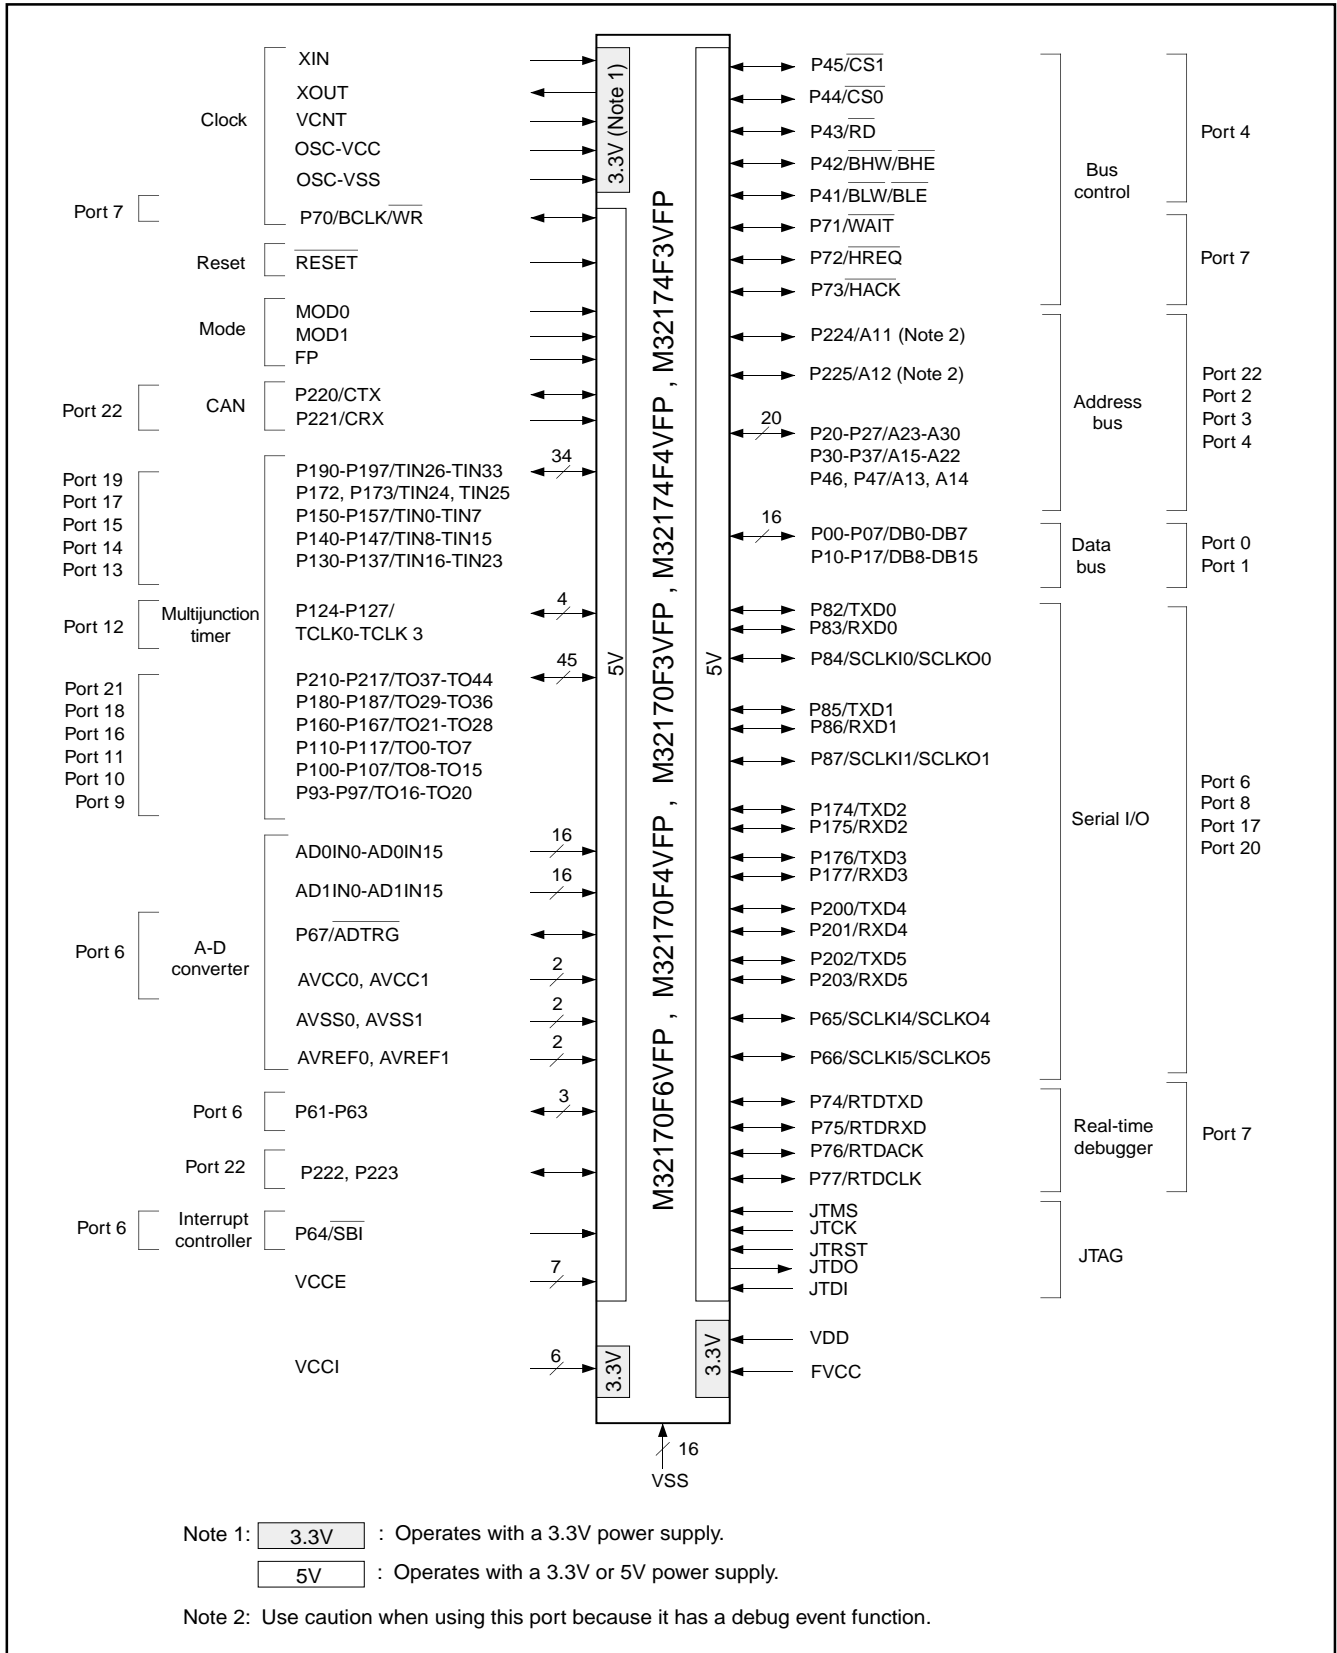 XIN
XOUT
Clock
VCNT
OSC-VCC
OSC-VSS
Port 7
P70/BCLK/WR
Reset
RESET
Mode
MOD0
MOD1
FP
Port 22
CAN
P220/CTX
P221/CRX
Port 19
Port 17
Port 15
Port 14
Port 13
P190-P197/TIN26-TIN33
P172, P173/TIN24, TIN25
P150-P157/TIN0-TIN7
P140-P147/TIN8-TIN15
P130-P137/TIN16-TIN23
34
Port 12
Multijunction
timer
P124-P127/
TCLK0-TCLK 3
4
Port 21
Port 18
Port 16
Port 11
Port 10
Port 9
P210-P217/TO37-TO44
P180-P187/TO29-TO36
P160-P167/TO21-TO28
P110-P117/TO0-TO7
P100-P107/TO8-TO15
P93-P97/TO16-TO20
45
AD0IN0-AD0IN15
16
AD1IN0-AD1IN15
16
Port 6
A-D
converter
P67/ADTRG
AVCC0, AVCC1
2
AVSS0, AVSS1
2
AVREF0, AVREF1
2
Port 6
P61-P63
3
Port 22
P222, P223
Port 6
Interrupt
controller
P64/SBI
VCCE
7
VCCI
6
3.3V (Note 1)
5V
3.3V
M32170F6VFP , M32170F4VFP , M32170F3VFP , M32174F4VFP , M32174F3VFP
5V
3.3V
16
VSS
P45/CS1
P44/CS0
P43/RD
P42/BHW/BHE
P41/BLW/BLE
P71/WAIT
P72/HREQ
P73/HACK
Bus
control
Port 4
Port 7
P224/A11 (Note 2)
P225/A12 (Note 2)
20
P20-P27/A23-A30
P30-P37/A15-A22
P46, P47/A13, A14
Address
bus
Port 22
Port 2
Port 3
Port 4
16
P00-P07/DB0-DB7
P10-P17/DB8-DB15
Data
bus
Port 0
Port 1
P82/TXD0
P83/RXD0
P84/SCLKI0/SCLKO0
P85/TXD1
P86/RXD1
P87/SCLKI1/SCLKO1
P174/TXD2
P175/RXD2
P176/TXD3
P177/RXD3
P200/TXD4
P201/RXD4
P202/TXD5
P203/RXD5
P65/SCLKI4/SCLKO4
P66/SCLKI5/SCLKO5
Serial I/O
Port 6
Port 8
Port 17
Port 20
P74/RTDTXD
P75/RTDRXD
P76/RTDACK
P77/RTDCLK
Real-time
debugger
Port 7
JTMS
JTCK
JTRST
JTDO
JTDI
JTAG
VDD
FVCC
Note 1: 3.3V : Operates with a 3.3V power supply.
5V : Operates with a 3.3V or 5V power supply.
Note 2: Use caution when using this port because it has a debug event function.